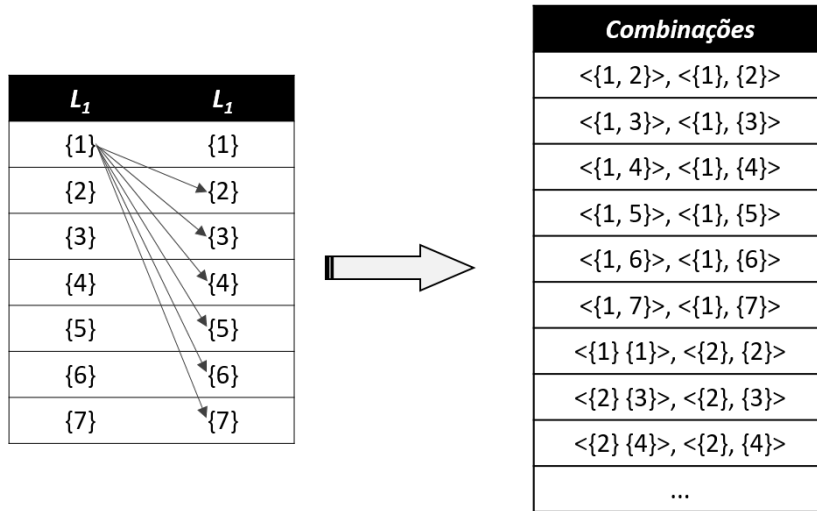 L1 L1
{1} {1}
{2} {2}
{3} {3}
{4} {4}
{5} {5}
{6} {6}
{7} {7}
Combinações
<{1, 2}>, <{1}, {2}>
<{1, 3}>, <{1}, {3}>
<{1, 4}>, <{1}, {4}>
<{1, 5}>, <{1}, {5}>
<{1, 6}>, <{1}, {6}>
<{1, 7}>, <{1}, {7}>
<{1} {1}>, <{2}, {2}>
<{2} {3}>, <{2}, {3}>
<{2} {4}>, <{2}, {4}>
...